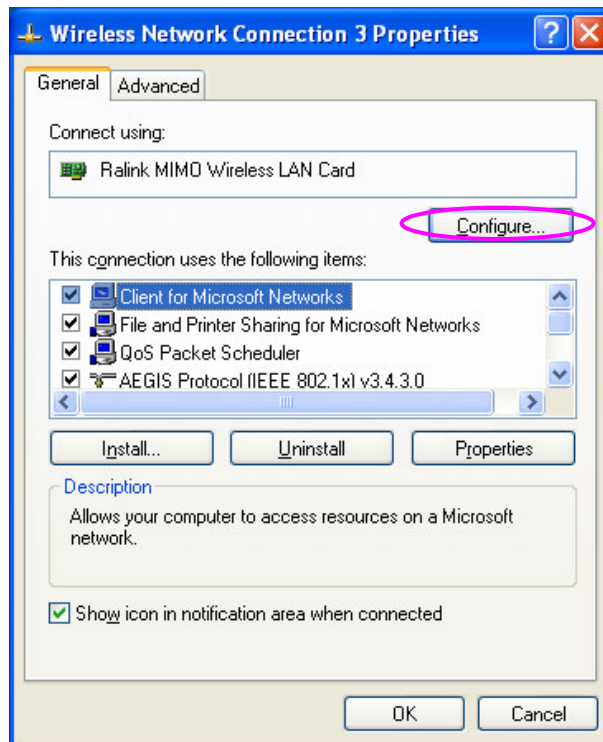 Wireless Network Connection 3 Properties
General Advanced
Connect using:
Ralink MIMO Wireless LAN Card
Configure...
This connection uses the following items:
Client for Microsoft Networks
File and Printer Sharing for Microsoft Networks
QoS Packet Scheduler
AEGIS Protocol (IEEE 802.1x) v3.4.3.0
Install... Uninstall Properties
Description
Allows your computer to access resources on a Microsoft
network.
Show icon in notification area when connected
OK Cancel